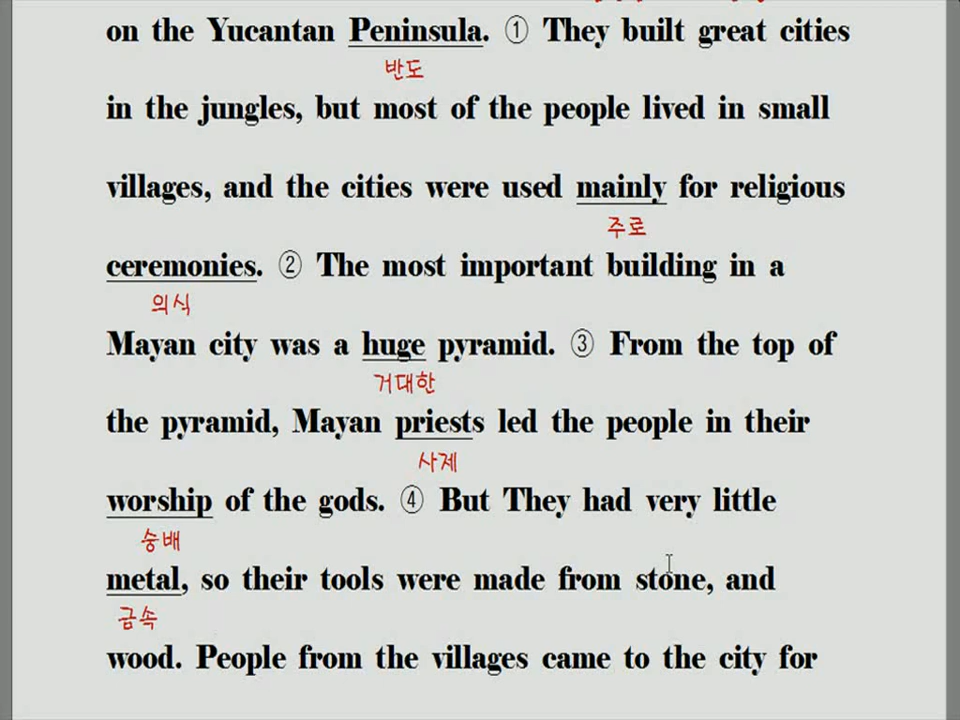 on the Yucantan Peninsula. ① They built great cities
반도
in the jungles, but most of the people lived in small
villages, and the cities were used mainly for religious
주로
ceremonies. ② The most important building in a
의식
Mayan city was a huge pyramid. ③ From the top of
거대한
the pyramid, Mayan priests led the people in their
사제
worship of the gods. ④ But They had very little
숭배
metal, so their tools were made from stone, and
금속
wood. People from the villages came to the city for